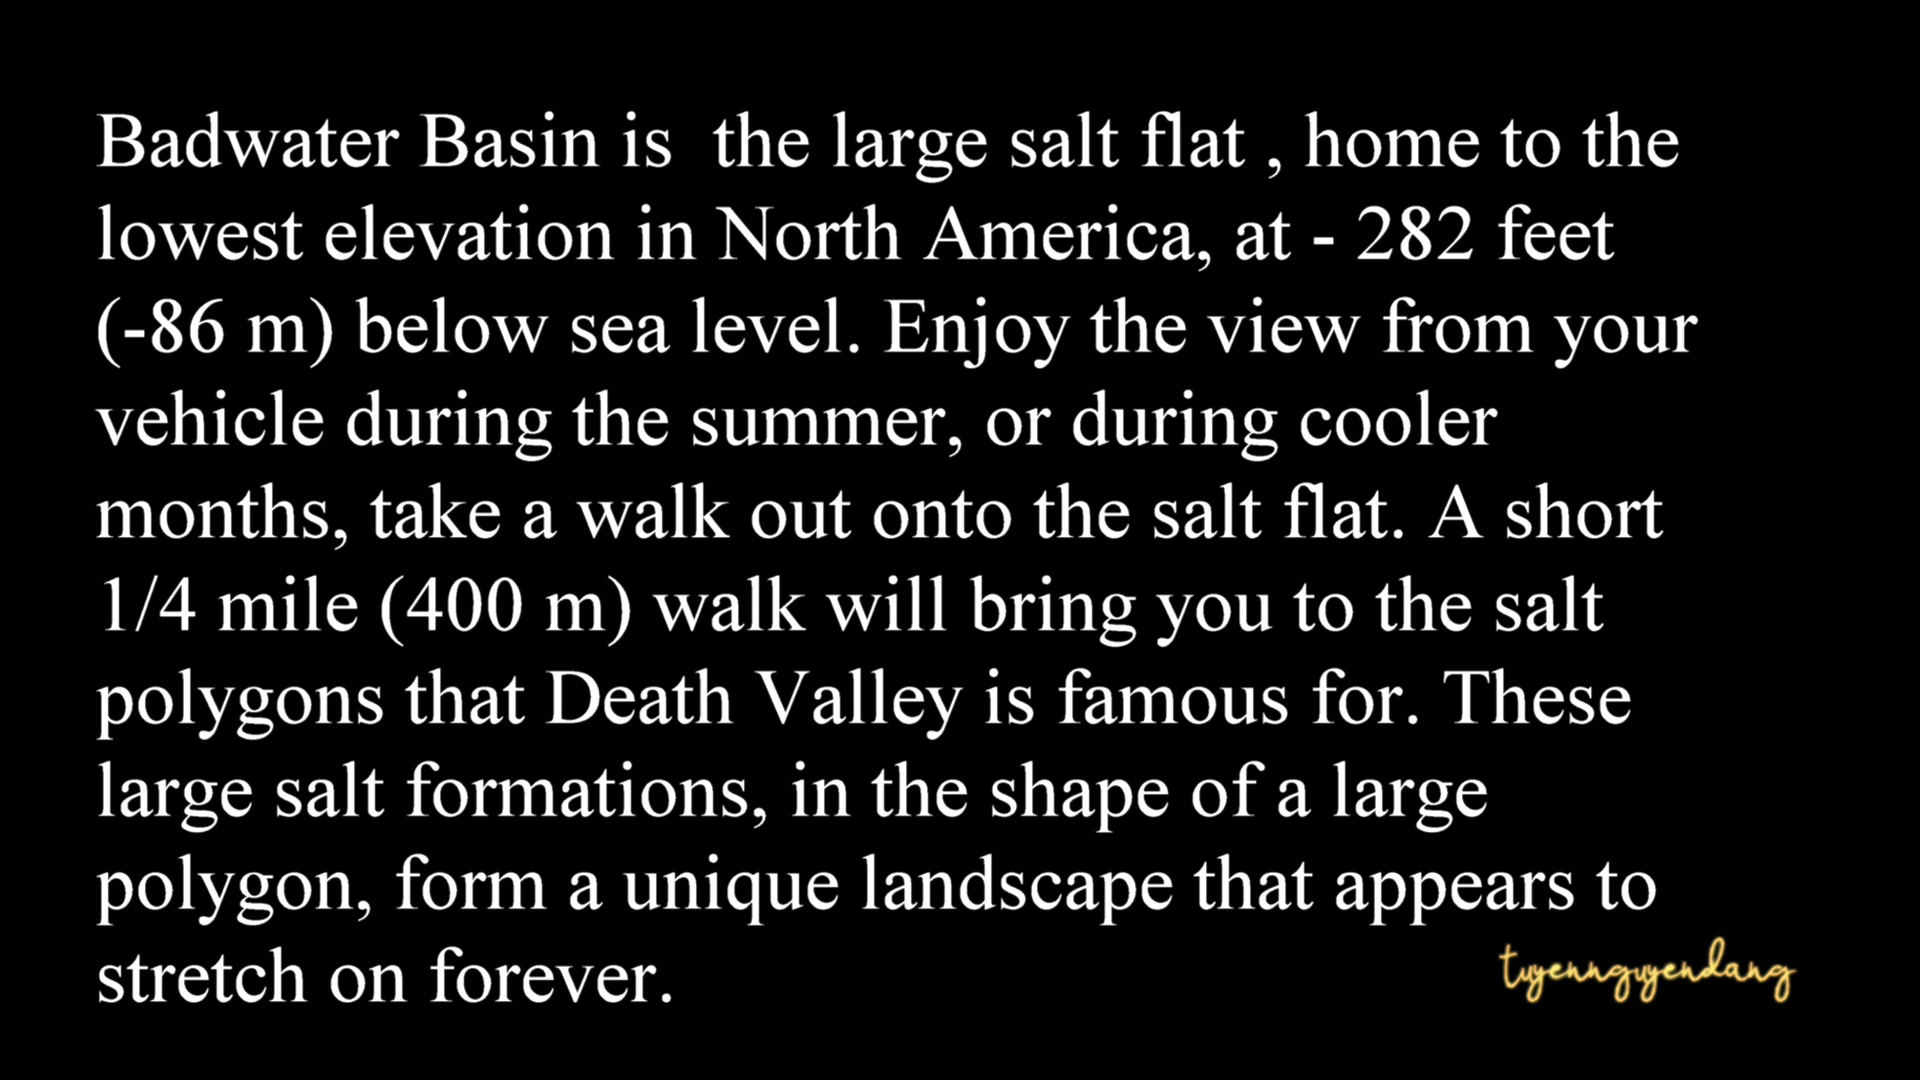 Badwater Basin is  the large salt flat , home to the
lowest elevation in North America, at - 282 feet
(-86 m) below sea level. Enjoy the view from your
vehicle during the summer, or during cooler
months, take a walk out onto the salt flat. A short
1/4 mile (400 m) walk will bring you to the salt
polygons that Death Valley is famous for. These
large salt formations, in the shape of a large
polygon, form a unique landscape that appears to
stretch on forever.
tuyennguyendang